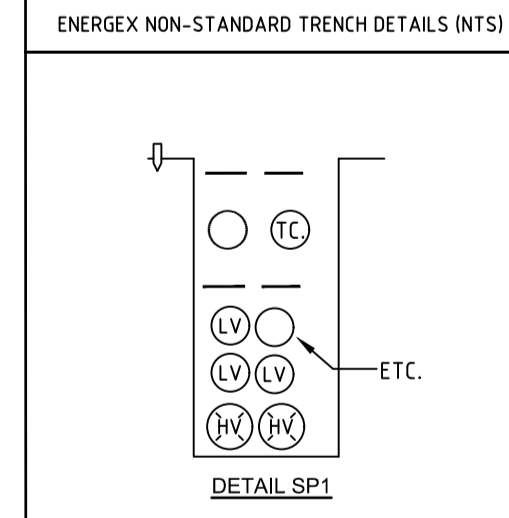 ENERGEX NON-STANDARD TRENCH DETAILS (NTS)
TC.
LV
LV LV
ETC.
HV HV
DETAIL SP1